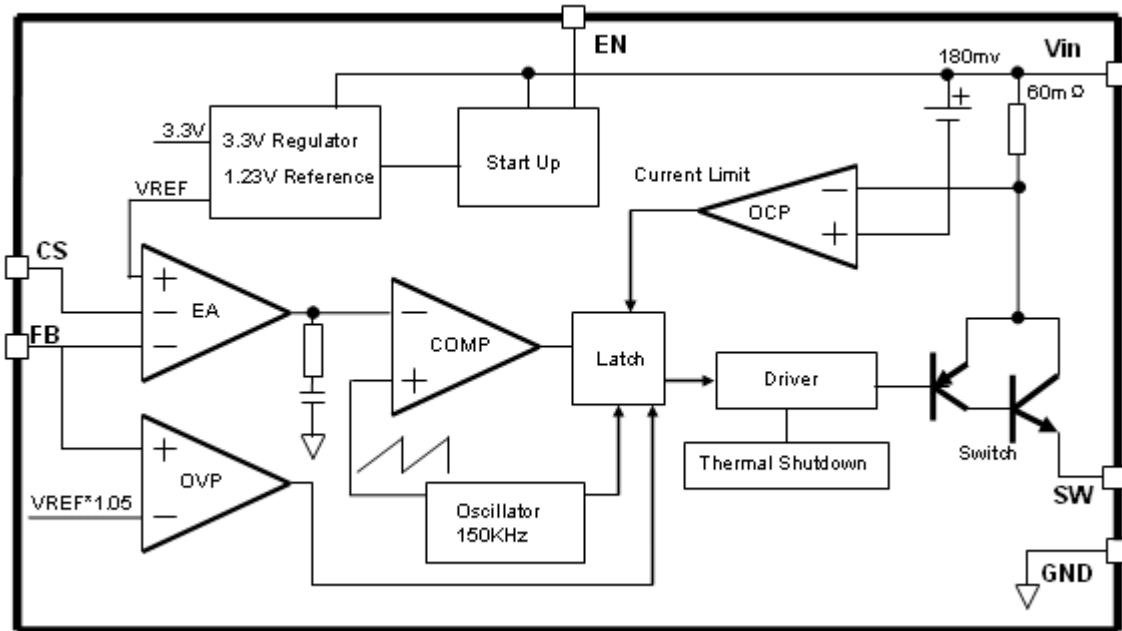 EN
180mv
Vin
60mΩ
3.3V
3.3V Regulator
1.23V Reference
VREF
Start Up
Current Limit
−
OCP
+
CS
+
−
EA
−
FB
−
COMP
+
Latch
Driver
Switch
Thermal Shutdown
+
OVP
VREF*1.05
−
Oscillator
150KHz
SW
GND
+